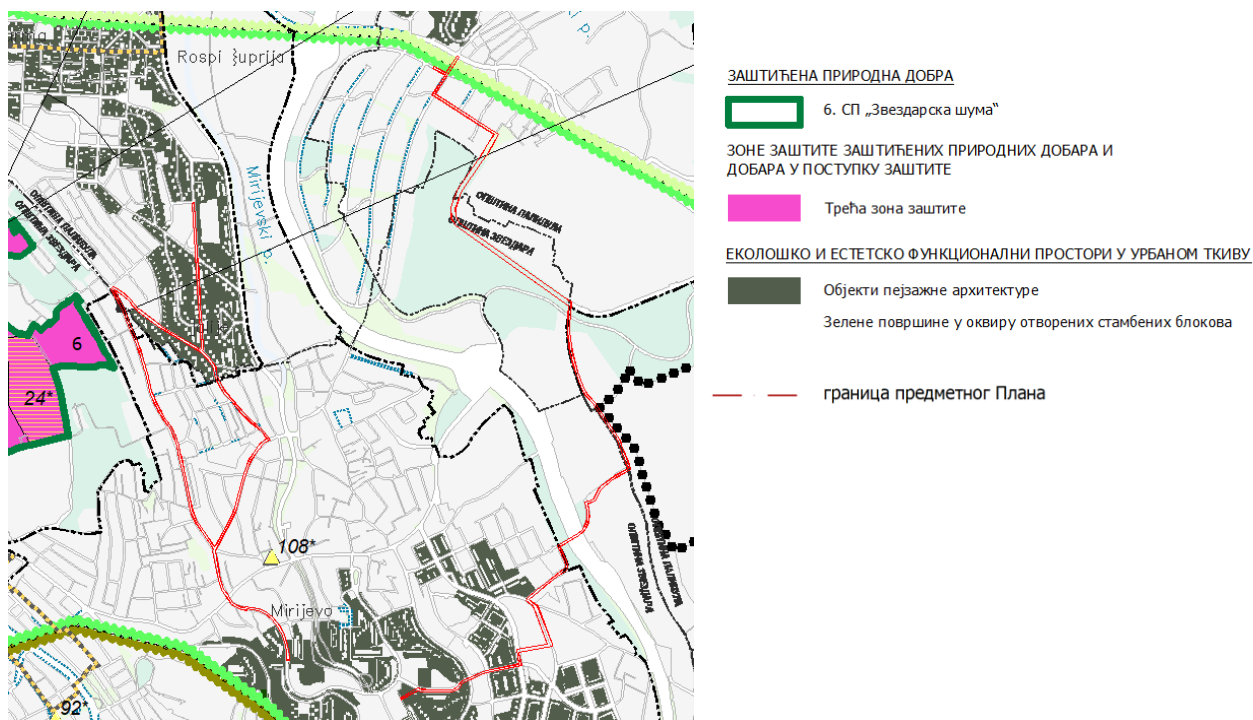 Rospi ćuprija
Mirijevski p.
ОПШТИНА ПАЛИЛУЛА
ОПШТИНА ЗВЕЗДАРА
ОПШТИНА ПАЛИЛУЛА
ОПШТИНА ЗВЕЗДАРА
6
24*
108*
Mirijevo
ОПШТИНА ПАЛИЛУЛА
ОПШТИНА ЗВЕЗДАРА
92*
ЗАШТИЋЕНА ПРИРОДНА ДОБРА
6. СП „Звездарска шума“
ЗОНЕ ЗАШТИТЕ ЗАШТИЋЕНИХ ПРИРОДНИХ ДОБАРА И
ДОБАРА У ПОСТУПКУ ЗАШТИТЕ
Трећа зона заштите
ЕКОЛОШКО И ЕСТЕТСКО ФУНКЦИОНАЛНИ ПРОСТОРИ У УРБАНОМ ТКИВУ
Објекти пејзажне архитектуре
Зелене површине у оквиру отворених стамбених блокова
граница предметног Плана